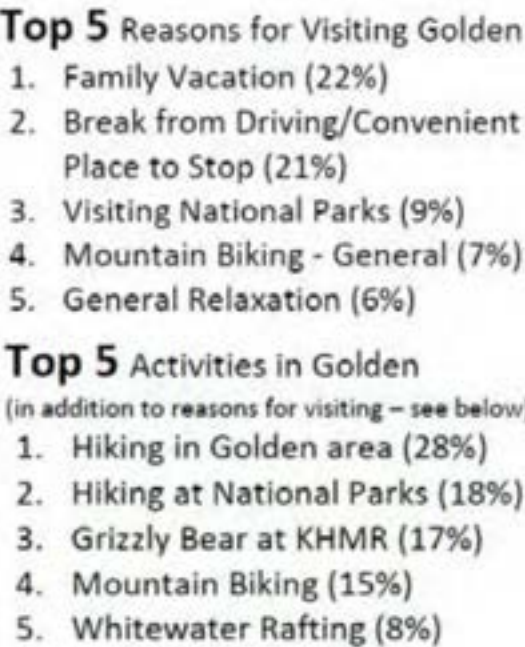 Top 5 Reasons for Visiting Golden
1. Family Vacation (22%)
2. Break from Driving/Convenient
Place to Stop (21%)
3. Visiting National Parks (9%)
4. Mountain Biking - General (7%)
5. General Relaxation (6%)
Top 5 Activities in Golden
(in addition to reasons for visiting – see below)
1. Hiking in Golden area (28%)
2. Hiking at National Parks (18%)
3. Grizzly Bear at KHMR (17%)
4. Mountain Biking (15%)
5. Whitewater Rafting (8%)